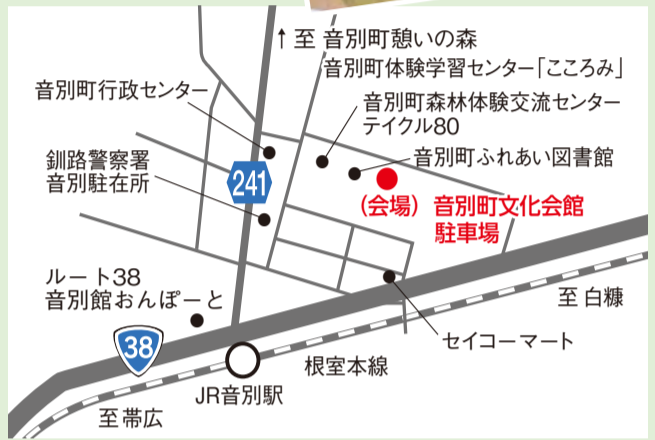 ↑至 音別町憩いの森
音別町体験学習センター「こころみ」
音別町行政センター
音別町森林体験交流センター
テイクル80
釧路警察署
音別駐在所
音別町ふれあい図書館
241
（会場）音別町文化会館
駐車場
ルート38
音別館おんぽーと
至 白糠
セイコーマート
38
根室本線
JR音別駅
至 帯広